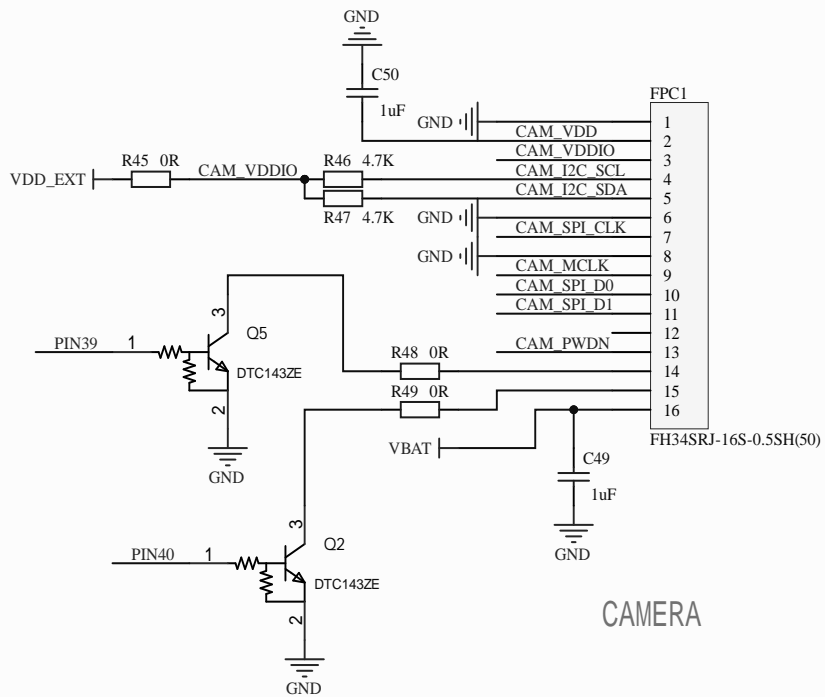 GND
C50
1uF
FPC1
GND
1
CAM_VDD
2
CAM_VDDIO
3
R45 0R
CAM_VDDIO
R46 4.7K
CAM_I2C_SCL
4
VDD_EXT
CAM_I2C_SDA
5
R47 4.7K
GND
6
CAM_SPI_CLK
7
GND
8
CAM_MCLK
9
CAM_SPI_D0
10
CAM_SPI_D1
11
12
3
Q5
PIN39
1
CAM_PWDN
13
R48 0R
14
DTC143ZE
R49 0R
15
2
16
VBAT
FH34SRJ-16S-0.5SH(50)
GND
C49
1uF
GND
3
Q2
PIN40
1
DTC143ZE
2
CAMERA
GND